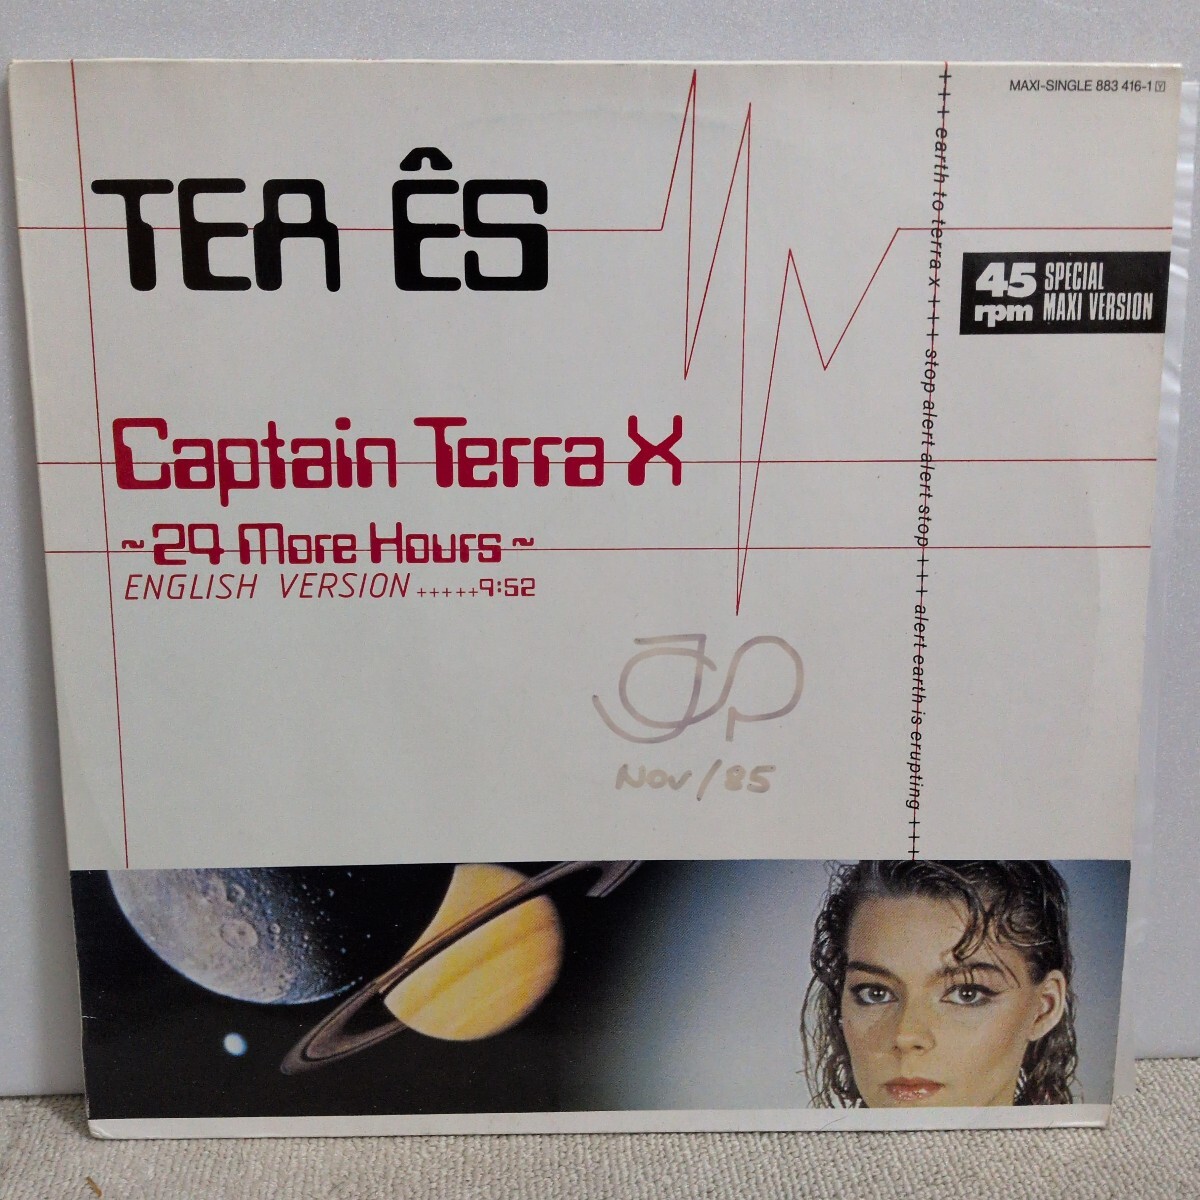 MAXI-SINGLE 883 416-1 Y
TEA ÊS
45 rpm
SPECIAL
MAXI VERSION
Captain Terra X
~24 More Hours~
ENGLISH VERSION +++++9:52
+++ earth to terra x +++ stop alert alert stop +++ alert earth is erupting +++
JP
Nov/85